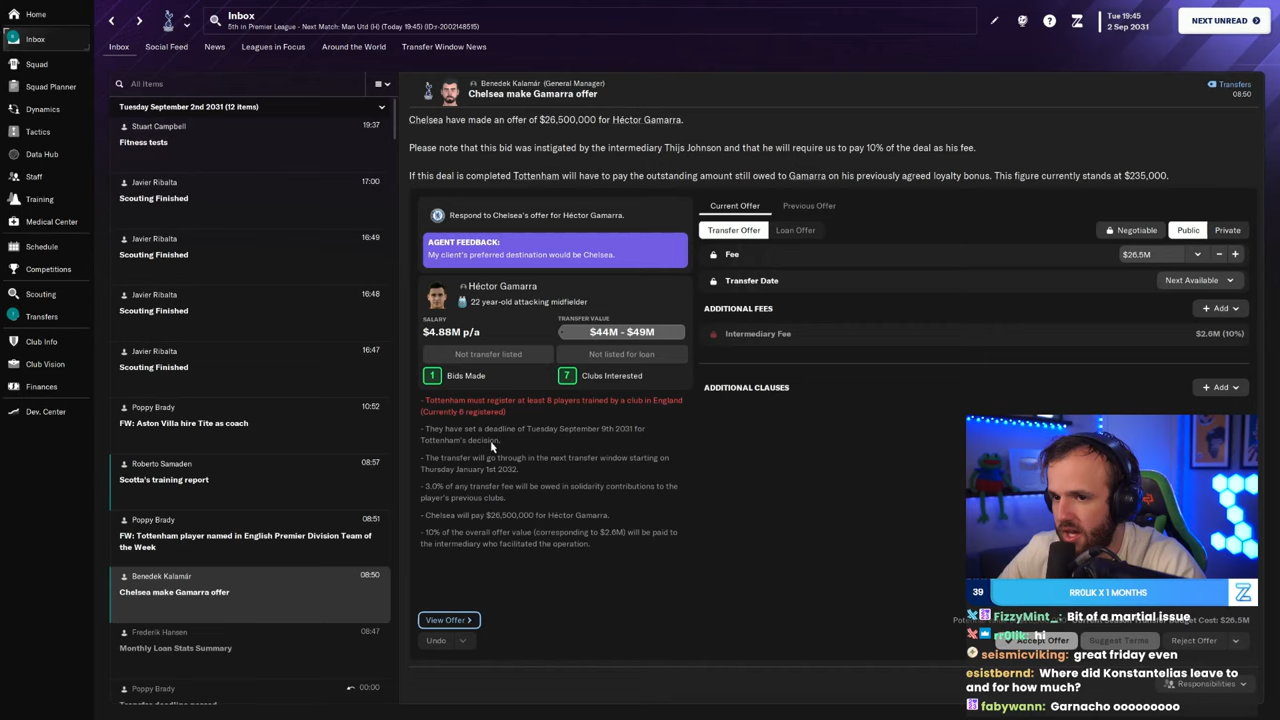 Home
Inbox
Squad
Squad Planner
Dynamics
Tactics
Data Hub
Staff
Training
Medical Center
Schedule
Competitions
Scouting
Transfers
Club Info
Club Vision
Finances
Dev. Center
Inbox
5th in Premier League - Next Match: Man Utd (H) (Today 19:45) (ID:r-2002148515)
Tue 19:45
2 Sep 2031
NEXT UNREAD
Inbox
Social Feed
News
Leagues in Focus
Around the World
Transfer Window News
All Items
Tuesday September 2nd 2031 (12 items)
Stuart Campbell
19:37
Fitness tests
Javier Ribalta
17:00
Scouting Finished
Javier Ribalta
16:49
Scouting Finished
Javier Ribalta
16:48
Scouting Finished
Javier Ribalta
16:47
Scouting Finished
Poppy Brady
10:52
FW: Aston Villa hire Tite as coach
Roberto Samaden
08:57
Scotta's training report
Poppy Brady
08:51
FW: Tottenham player named in English Premier Division Team of
the Week
Benedek Kalamár
08:50
Chelsea make Gamarra offer
Frederik Hansen
08:47
Monthly Loan Stats Summary
Poppy Brady
00:00
Benedek Kalamár (General Manager)
Chelsea make Gamarra offer
Transfers
08:50
Chelsea have made an offer of $26,500,000 for Héctor Gamarra.
Please note that this bid was instigated by the intermediary Thijs Johnson and that he will require us to pay 10% of the deal as his fee.
If this deal is completed Tottenham will have to pay the outstanding amount still owed to Gamarra on his previously agreed loyalty bonus. This figure currently stands at $235,000.
Respond to Chelsea's offer for Héctor Gamarra.
AGENT FEEDBACK:
My client's preferred destination would be Chelsea.
Héctor Gamarra
22 year-old attacking midfielder
SALARY
$4.88M p/a
TRANSFER VALUE
$44M - $49M
Not transfer listed
Not listed for loan
1 Bids Made
7 Clubs Interested
- Tottenham must register at least 8 players trained by a club in England
(Currently 6 registered)
- They have set a deadline of Tuesday September 9th 2031 for
Tottenham's decision.
- The transfer will go through in the next transfer window starting on
Thursday January 1st 2032.
- 3.0% of any transfer fee will be owed in solidarity contributions to the
player's previous clubs.
- Chelsea will pay $26,500,000 for Héctor Gamarra.
- 10% of the overall offer value (corresponding to $2.6M) will be paid to
the intermediary who facilitated the operation.
View Offer
Undo
Current Offer
Previous Offer
Transfer Offer
Loan Offer
Negotiable
Public
Private
Fee
$26.5M
Transfer Date
Next Available
ADDITIONAL FEES
+ Add
Intermediary Fee
$2.6M (10%)
ADDITIONAL CLAUSES
+ Add
Budget Cost: $26.5M
Accept Offer
Suggest Terms
Reject Offer
Responsibilities
39
RR0LIK X 1 MONTHS
FizzyMint_: Bit of a martial issue
rr0lik: hi
seismicviking: great friday even
esistbernd: Where did Konstantelias leave to
and for how much?
fabywann: Garnacho ooooooooo